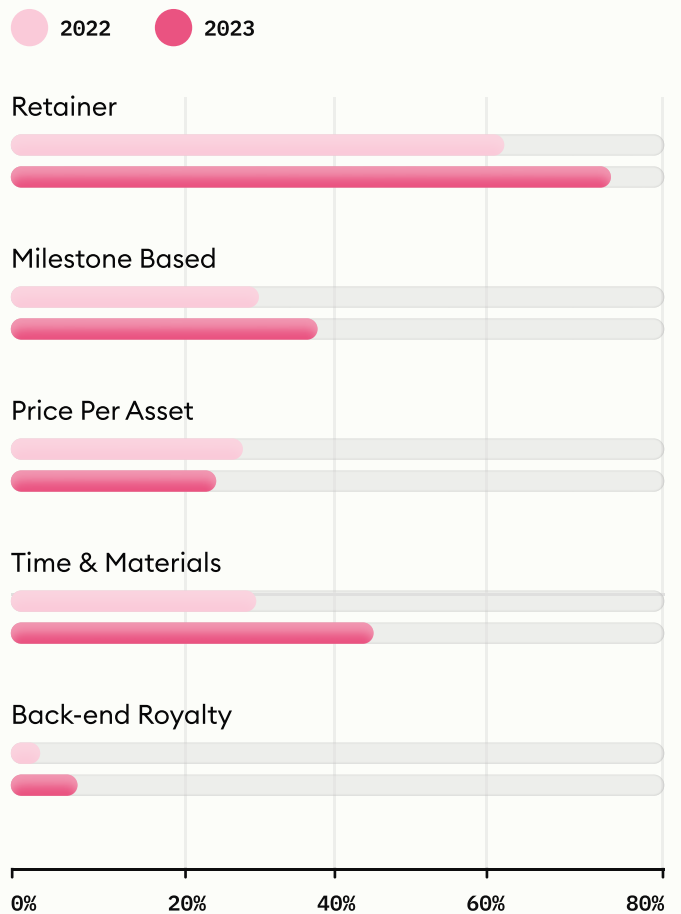 2022 2023
Retainer
Milestone Based
Price Per Asset
Time & Materials
Back-end Royalty
0% 20% 40% 60% 80%